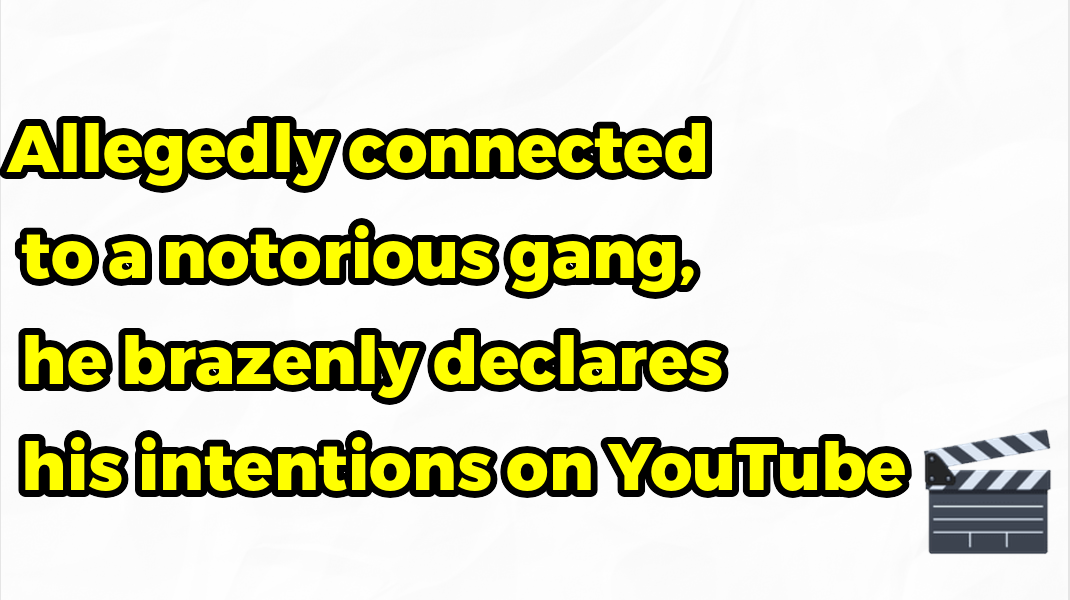 Allegedly connected
to a notorious gang,
he brazenly declares
his intentions on YouTube